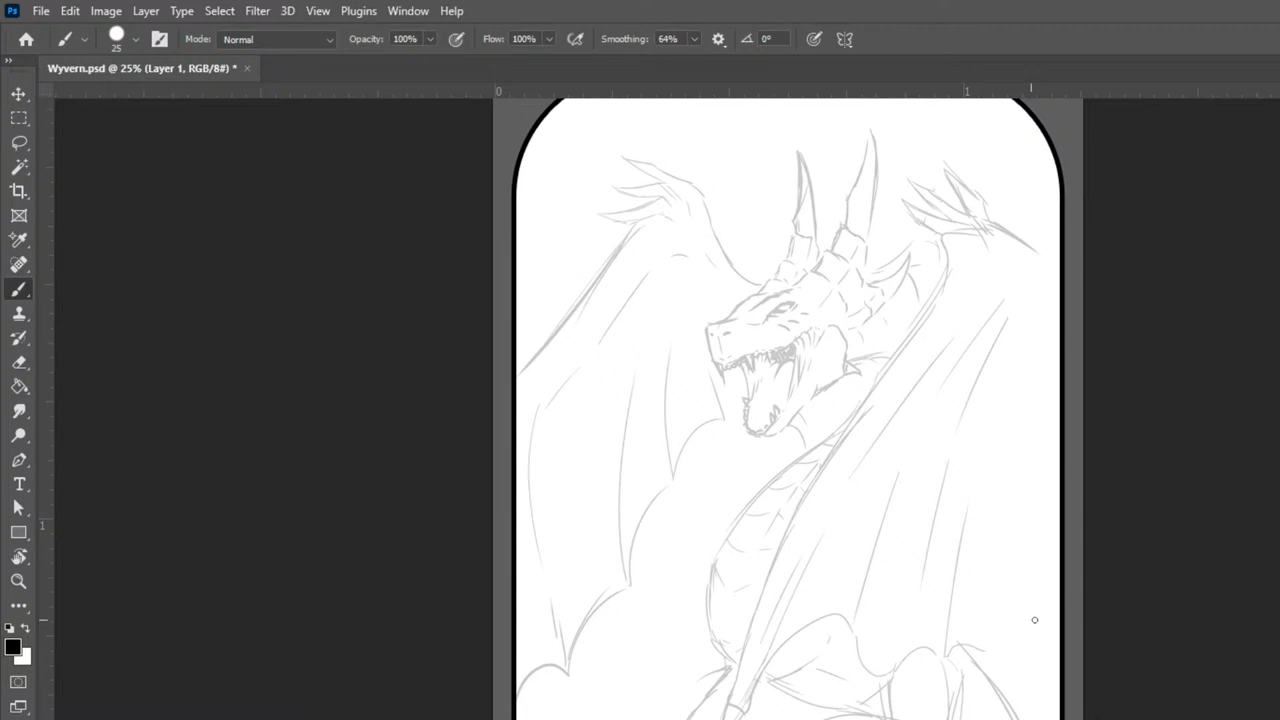 Ps File Edit Image Layer Type Select Filter 3D View Plugins Window Help
25 Mode: Normal Opacity: 100% Flow: 100% Smoothing: 64% 0°
Wyvern.psd @ 25% (Layer 1, RGB/8#) * ×
0 1
T
1